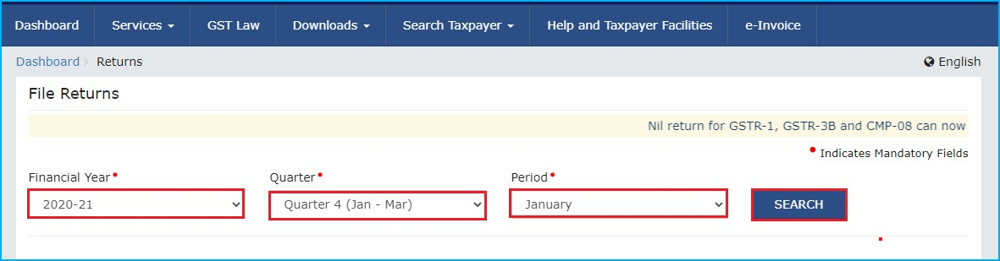 Dashboard Services GST Law Downloads Search Taxpayer Help and Taxpayer Facilities e-Invoice
Dashboard › Returns English
File Returns
Nil return for GSTR-1, GSTR-3B and CMP-08 can now
• Indicates Mandatory Fields
Financial Year • Quarter • Period •
2020-21 Quarter 4 (Jan - Mar) January SEARCH